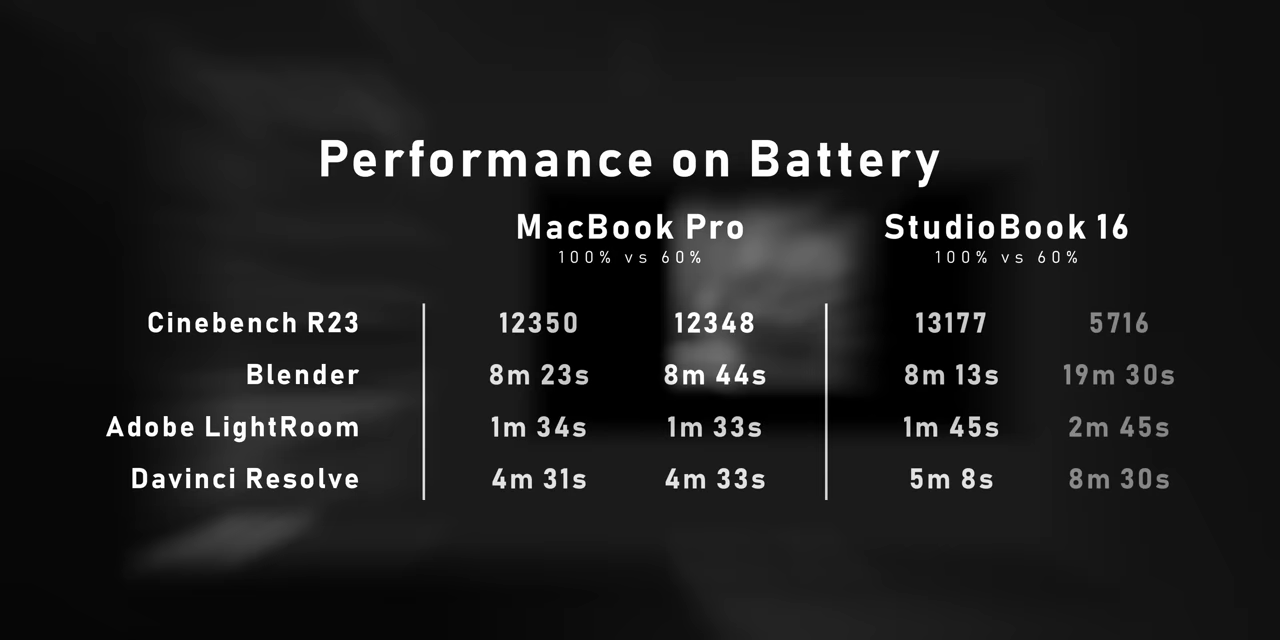 Performance on Battery
MacBook Pro StudioBook 16
100% vs 60% 100% vs 60%
Cinebench R23 12350 12348 13177 5716
Blender 8m 23s 8m 44s 8m 13s 19m 30s
Adobe LightRoom 1m 34s 1m 33s 1m 45s 2m 45s
Davinci Resolve 4m 31s 4m 33s 5m 8s 8m 30s